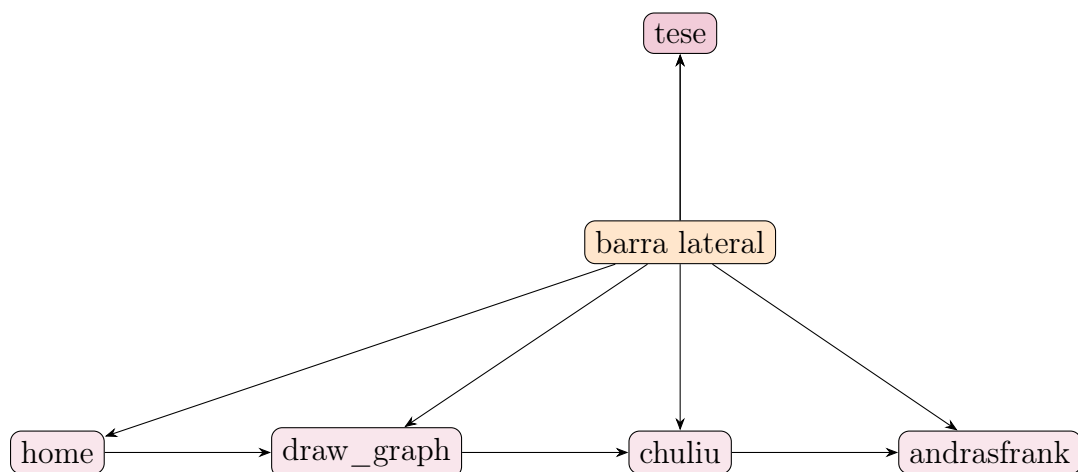 tese
barra lateral
home
draw_graph
chuliu
andrasfrank